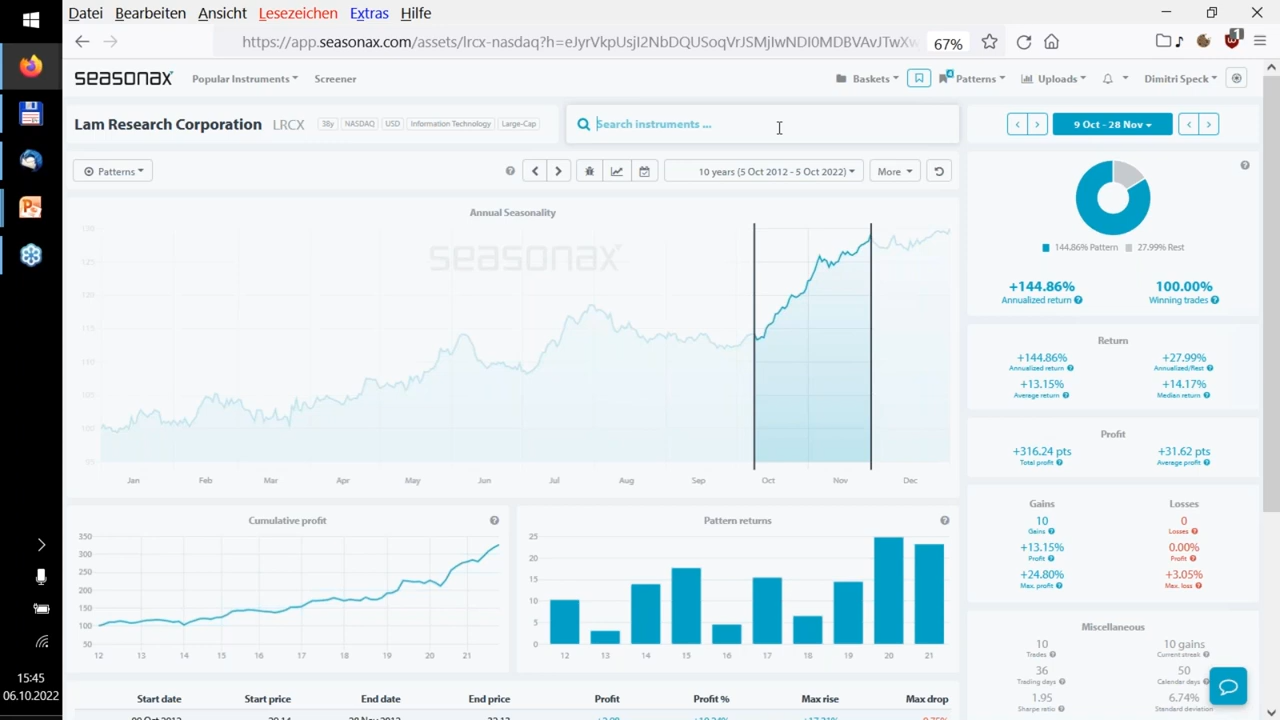 Datei Bearbeiten Ansicht Lesezeichen Extras Hilfe
https://app.seasonax.com/assets/lrcx-nasdaq?h= 67%
seasonax Popular Instruments Screener Baskets 4 Patterns Uploads Dimitri Speck
Lam Research Corporation LRCX 38y NASDAQ USD Information Technology Large-Cap Search instruments ... 9 Oct - 28 Nov
Patterns 10 years (5 Oct 2012 - 5 Oct 2022) More
Annual Seasonality
seasonax
130
125
120
115
110
105
100
95
Jan Feb Mar Apr May Jun Jul Aug Sep Oct Nov Dec
144.86% Pattern 27.99% Rest
+144.86% 100.00%
Annualized return Winning trades
Return
+144.86% +27.99%
Annualized return Annualized/Rest
+13.15% +14.17%
Average return Median return
Profit
+316.24 pts +31.62 pts
Total profit Average profit
Gains Losses
10 0
Gains Losses
+13.15% 0.00%
Profit Profit
+24.80% +3.05%
Max. profit Max. loss
Miscellaneous
10 10 gains
Trades Current streak
36 50
Trading days Calendar days
1.95 6.74%
Sharpe ratio Standard deviation
Cumulative profit
350
300
250
200
150
100
50
12 13 14 15 16 17 18 19 20 21
Pattern returns
25
20
15
10
5
0
12 13 14 15 16 17 18 19 20 21
Start date Start price End date End price Profit Profit % Max rise Max drop
15:45
06.10.2022